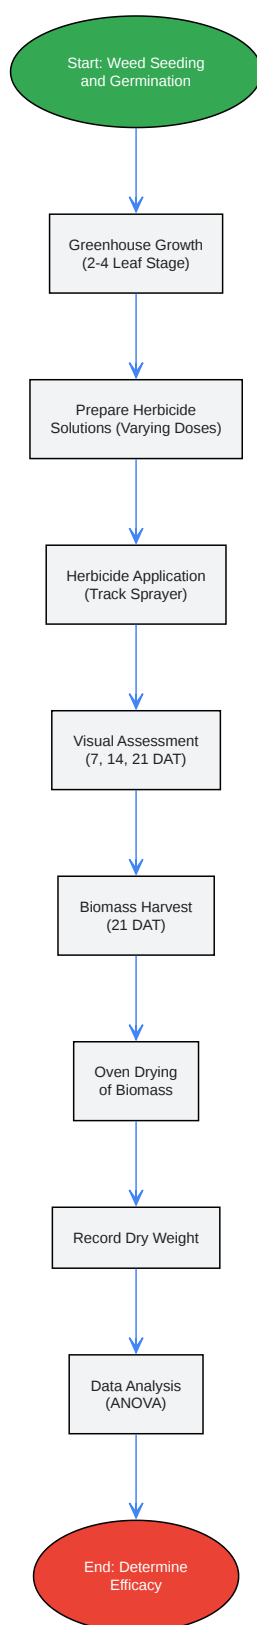 Start: Weed Seeding
and Germination
Greenhouse Growth
(2-4 Leaf Stage)
Prepare Herbicide
Solutions (Varying Doses)
Herbicide Application
(Track Sprayer)
Visual Assessment
(7, 14, 21 DAT)
Biomass Harvest
(21 DAT)
Oven Drying
of Biomass
Record Dry Weight
Data Analysis
(ANOVA)
End: Determine
Efficacy